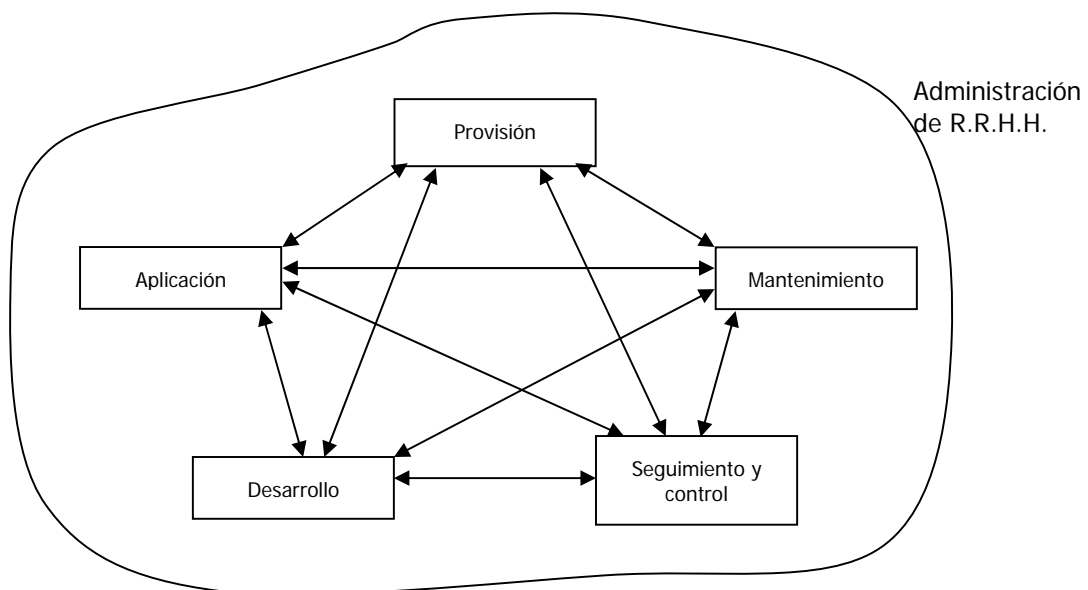 Administración
de R.R.H.H.
Provisión
Aplicación
Mantenimiento
Desarrollo
Seguimiento y
control